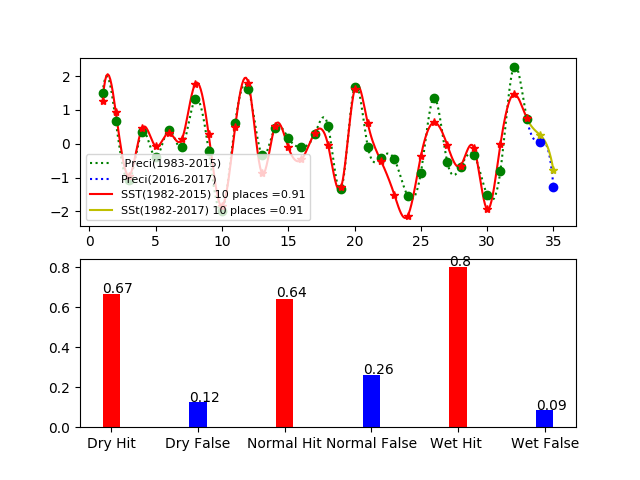 2
1
0
−1
−2
Preci(1983-2015)
Preci(2016-2017)
SST(1982-2015) 10 places =0.91
SSt(1982-2017) 10 places =0.91
0 5 10 15 20 25 30 35
0.8
0.6
0.4
0.2
0.0
0.67
0.12
0.64
0.26
0.8
0.09
Dry Hit Dry False Normal Hit Normal False Wet Hit Wet False